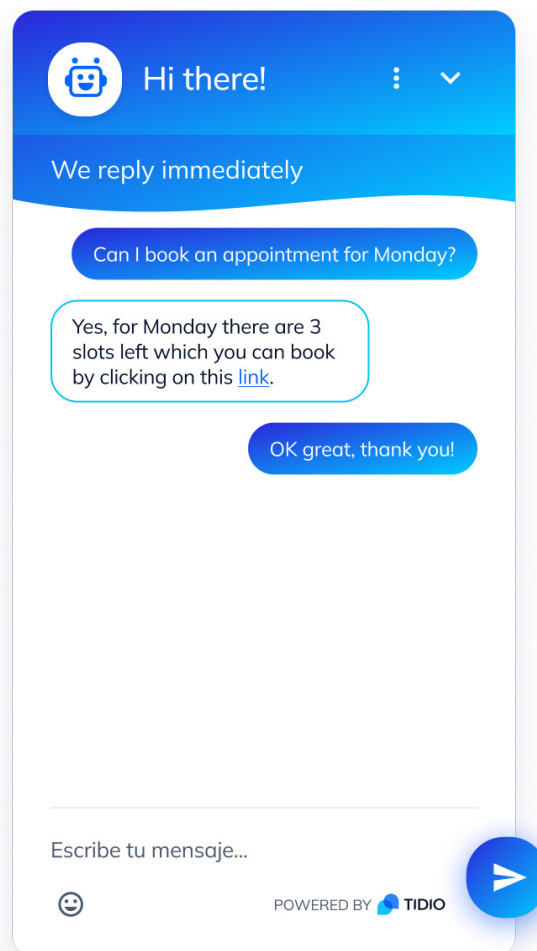 Hi there!
We reply immediately
Can I book an appointment for Monday?
Yes, for Monday there are 3
slots left which you can book
by clicking on this link.
OK great, thank you!
Escribe tu mensaje...
POWERED BY TIDIO